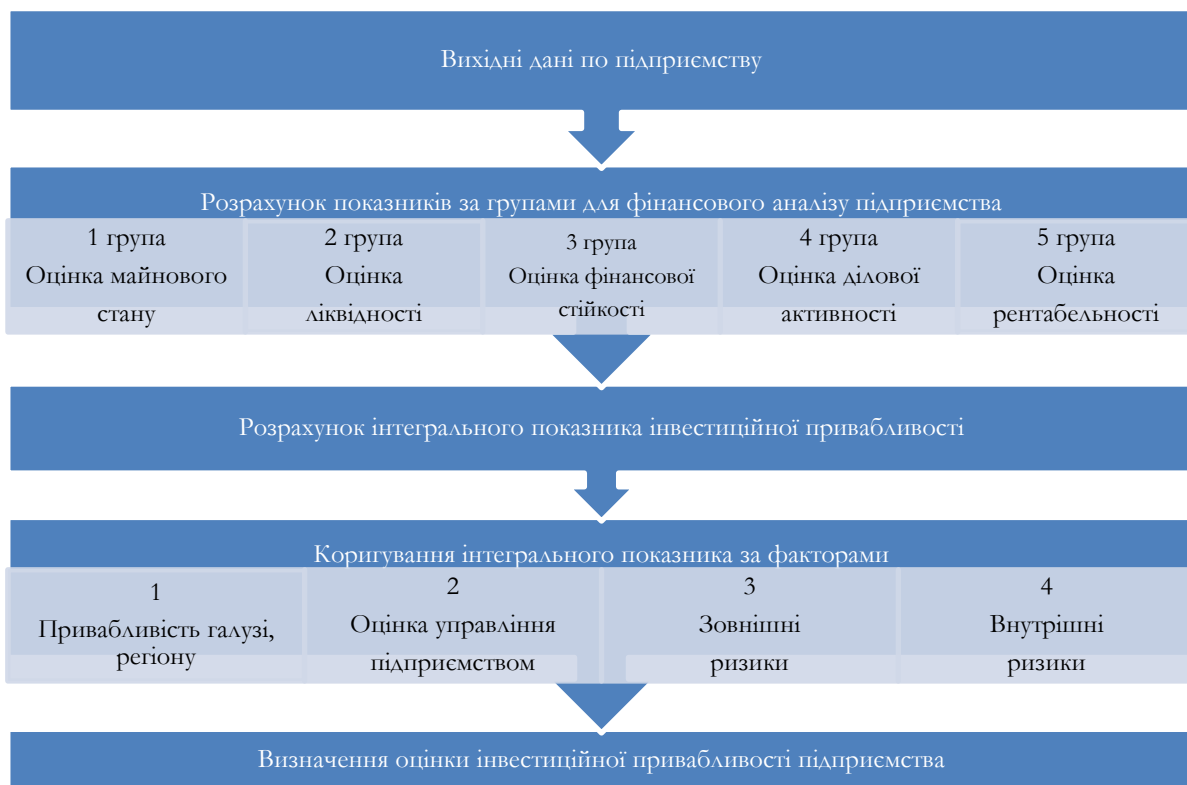 Вихідні дані по підприємству
Розрахунок показників за групами для фінансового аналізу підприємства
1 група
Оцінка майнового
стану
2 група
Оцінка
ліквідності
3 група
Оцінка фінансової
стійкості
4 група
Оцінка ділової
активності
5 група
Оцінка
рентабельності
Розрахунок інтегрального показника інвестиційної привабливості
Коригування інтегрального показника за факторами
1
Привабливість галузі,
регіону
2
Оцінка управління
підприємством
3
Зовнішні
ризики
4
Внутрішні
ризики
Визначення оцінки інвестиційної привабливості підприємства